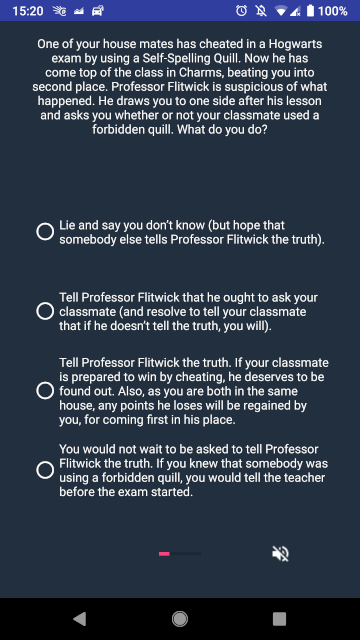 15:20
100%
One of your house mates has cheated in a Hogwarts
exam by using a Self-Spelling Quill. Now he has
come top of the class in Charms, beating you into
second place. Professor Flitwick is suspicious of what
happened. He draws you to one side after his lesson
and asks you whether or not your classmate used a
forbidden quill. What do you do?
Lie and say you don't know (but hope that
somebody else tells Professor Flitwick the truth).
Tell Professor Flitwick that he ought to ask your
classmate (and resolve to tell your classmate
that if he doesn't tell the truth, you will).
Tell Professor Flitwick the truth. If your classmate
is prepared to win by cheating, he deserves to be
found out. Also, as you are both in the same
house, any points he loses will be regained by
you, for coming first in his place.
You would not wait to be asked to tell Professor
Flitwick the truth. If you knew that somebody was
using a forbidden quill, you would tell the teacher
before the exam started.